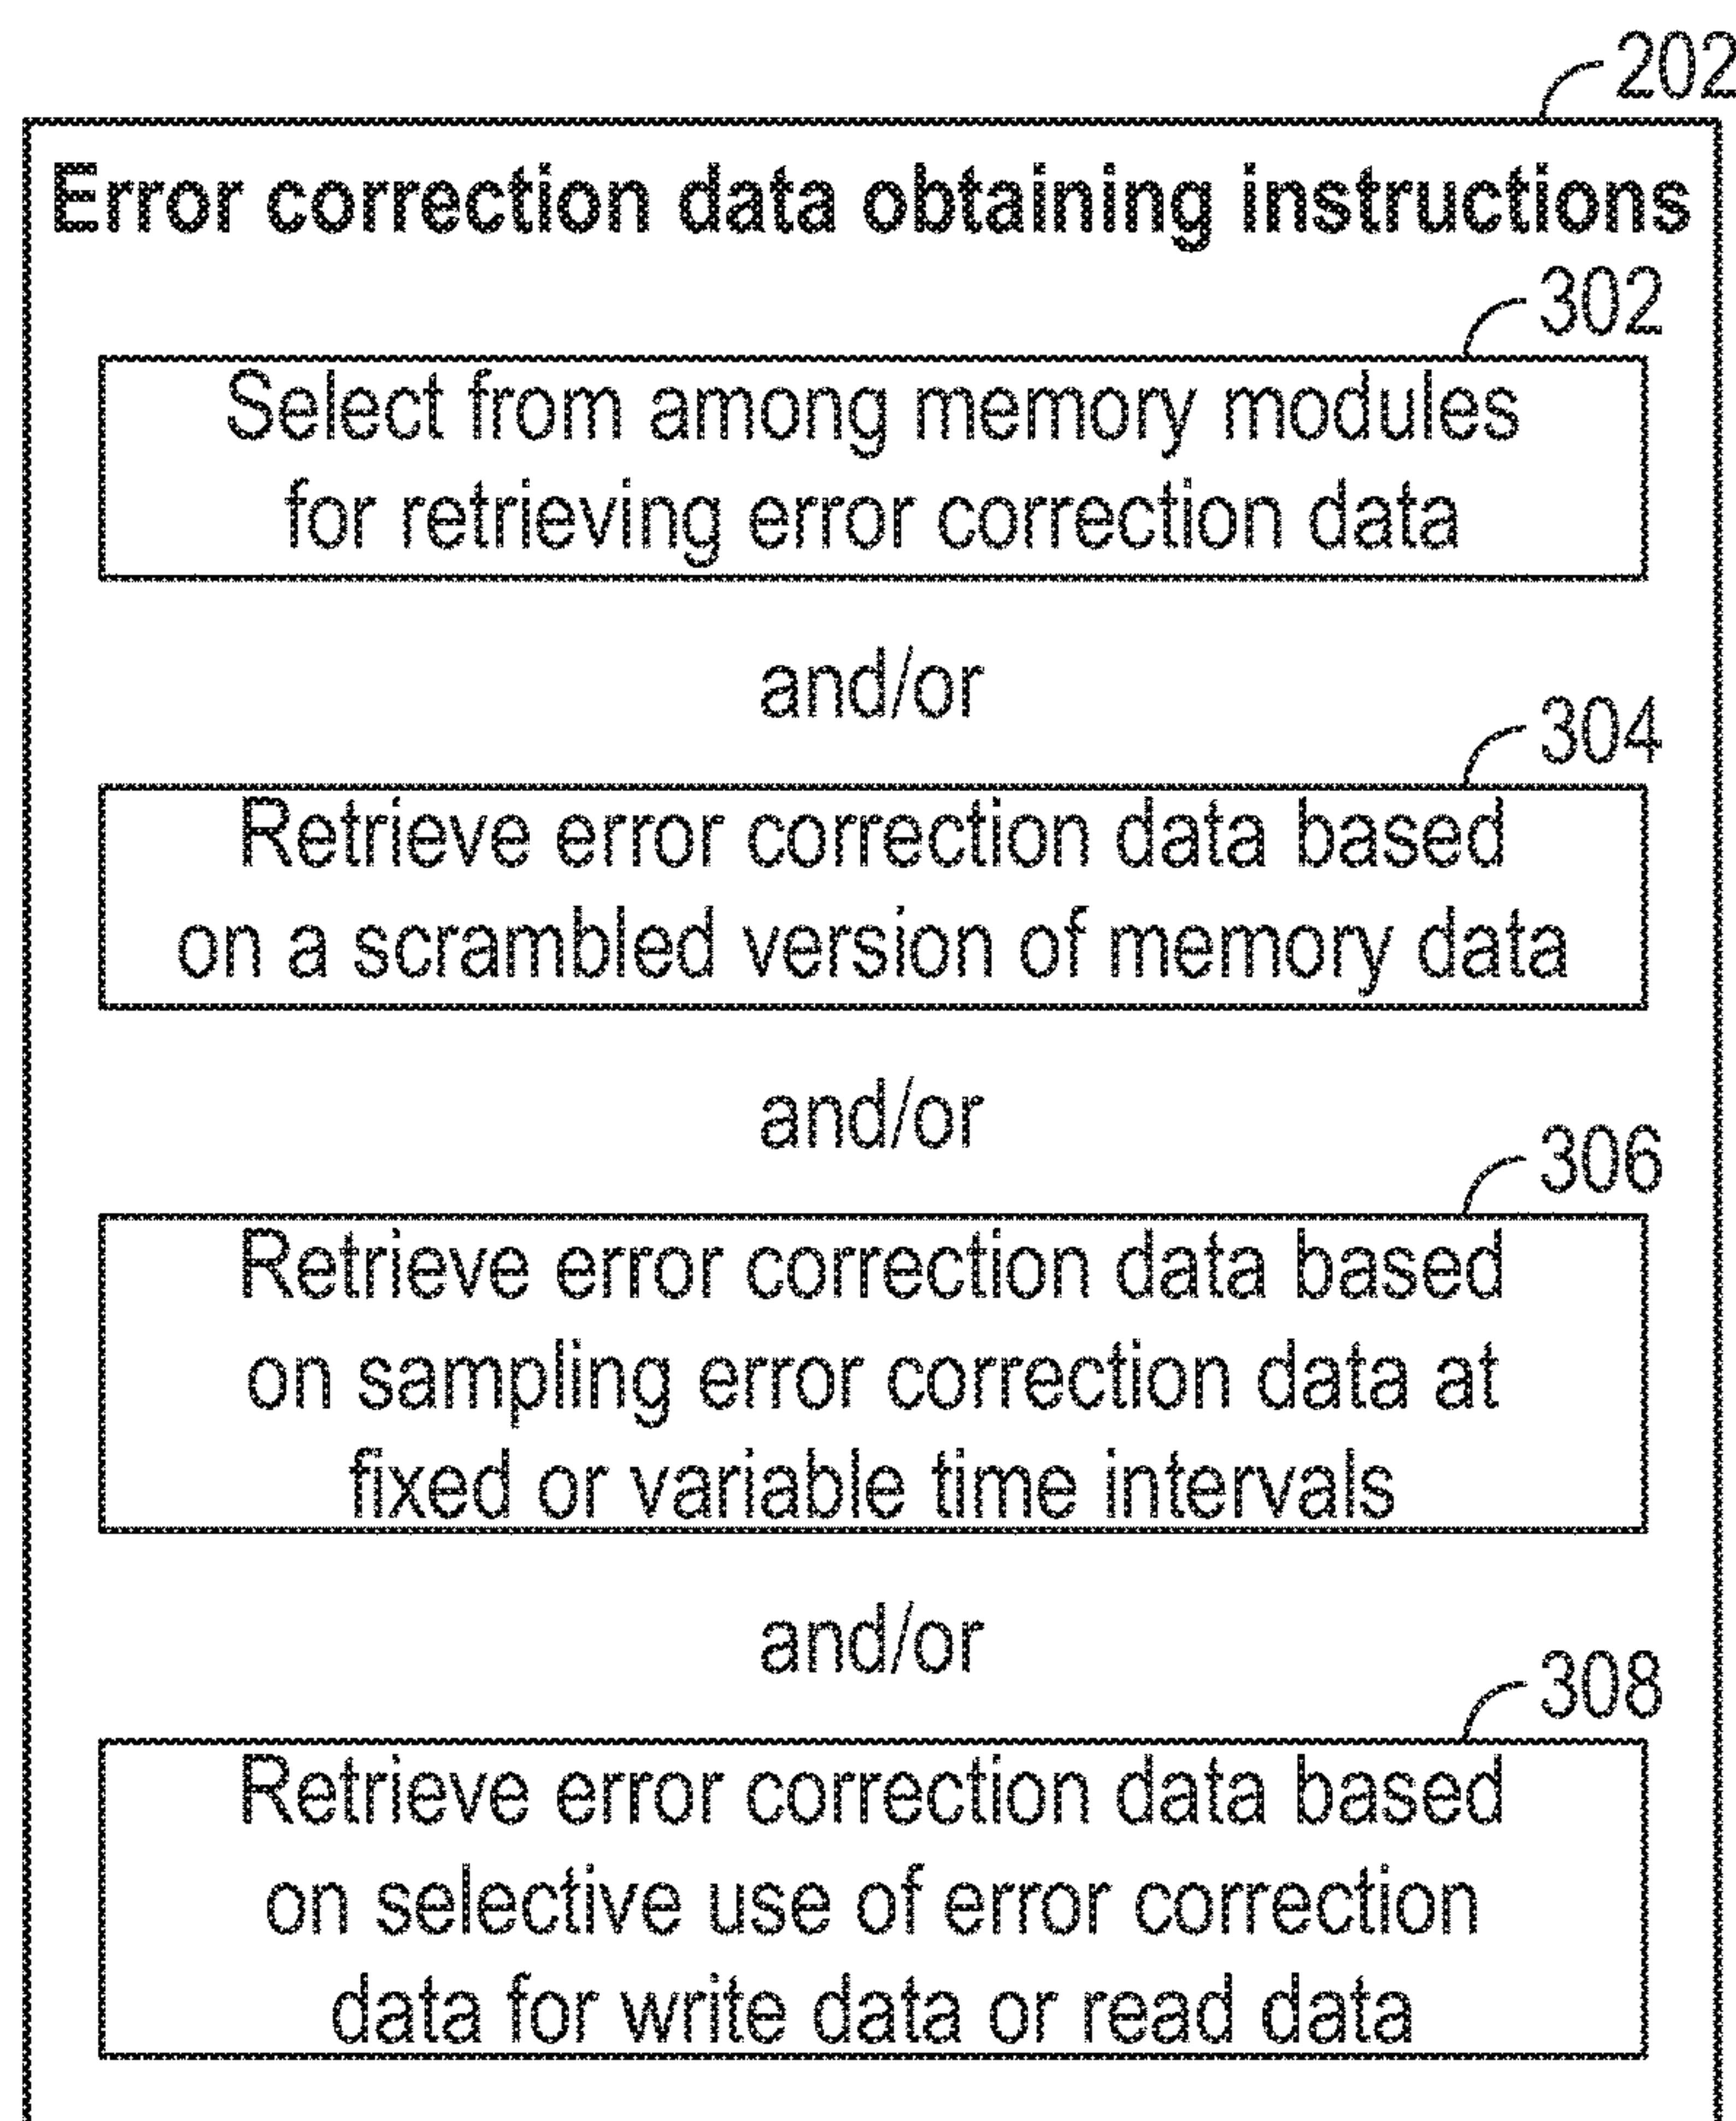 202
Error correction data obtaining instructions
302
Select from among memory modules
for retrieving error correction data
and/or
304
Retrieve error correction data based
on a scrambled version of memory data
and/or
306
Retrieve error correction data based
on sampling error correction data at
fixed or variable time intervals
and/or
308
Retrieve error correction data based
on selective use of error correction
data for write data or read data